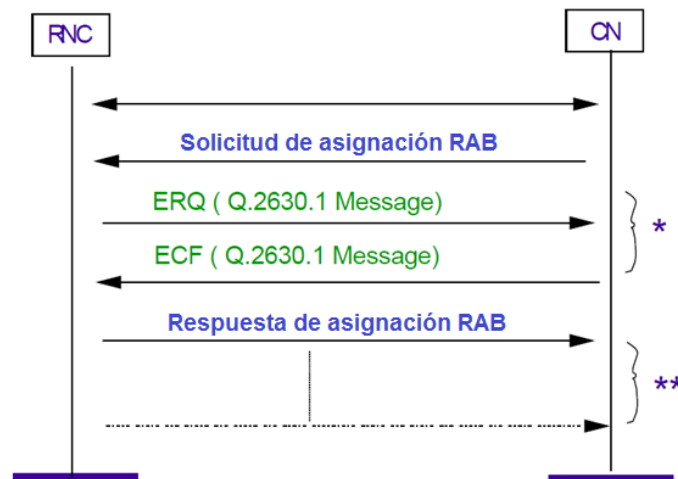 RNC
CN
Solicitud de asignación RAB
ERQ ( Q.2630.1 Message)
*
ECF ( Q.2630.1 Message)
Respuesta de asignación RAB
**